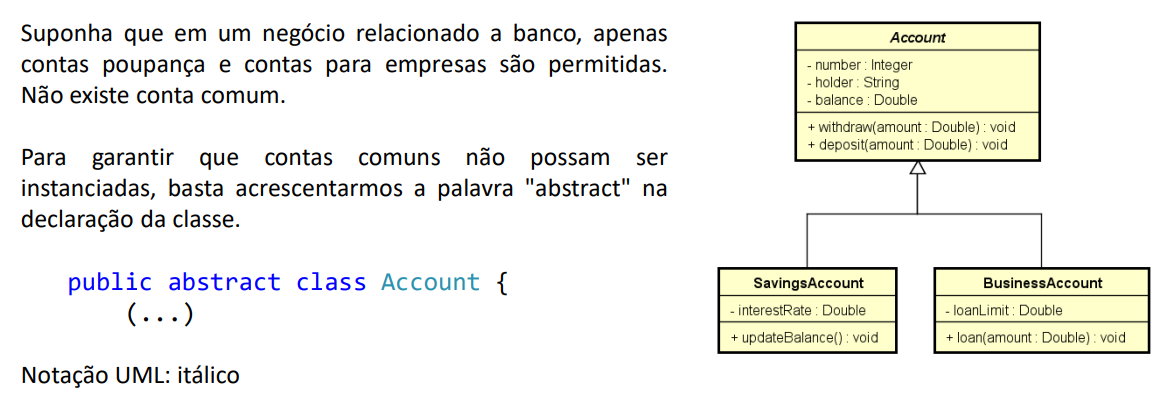 Suponha que em um negócio relacionado a banco, apenas
contas poupança e contas para empresas são permitidas.
Não existe conta comum.
Para garantir que contas comuns não possam ser
instanciadas, basta acrescentarmos a palavra "abstract" na
declaração da classe.
public abstract class Account {
(...)
Notação UML: itálico
Account
- number : Integer
- holder : String
- balance : Double
+ withdraw(amount : Double) : void
+ deposit(amount : Double) : void
SavingsAccount
- interestRate : Double
+ updateBalance() : void
BusinessAccount
- loanLimit : Double
+ loan(amount : Double) : void